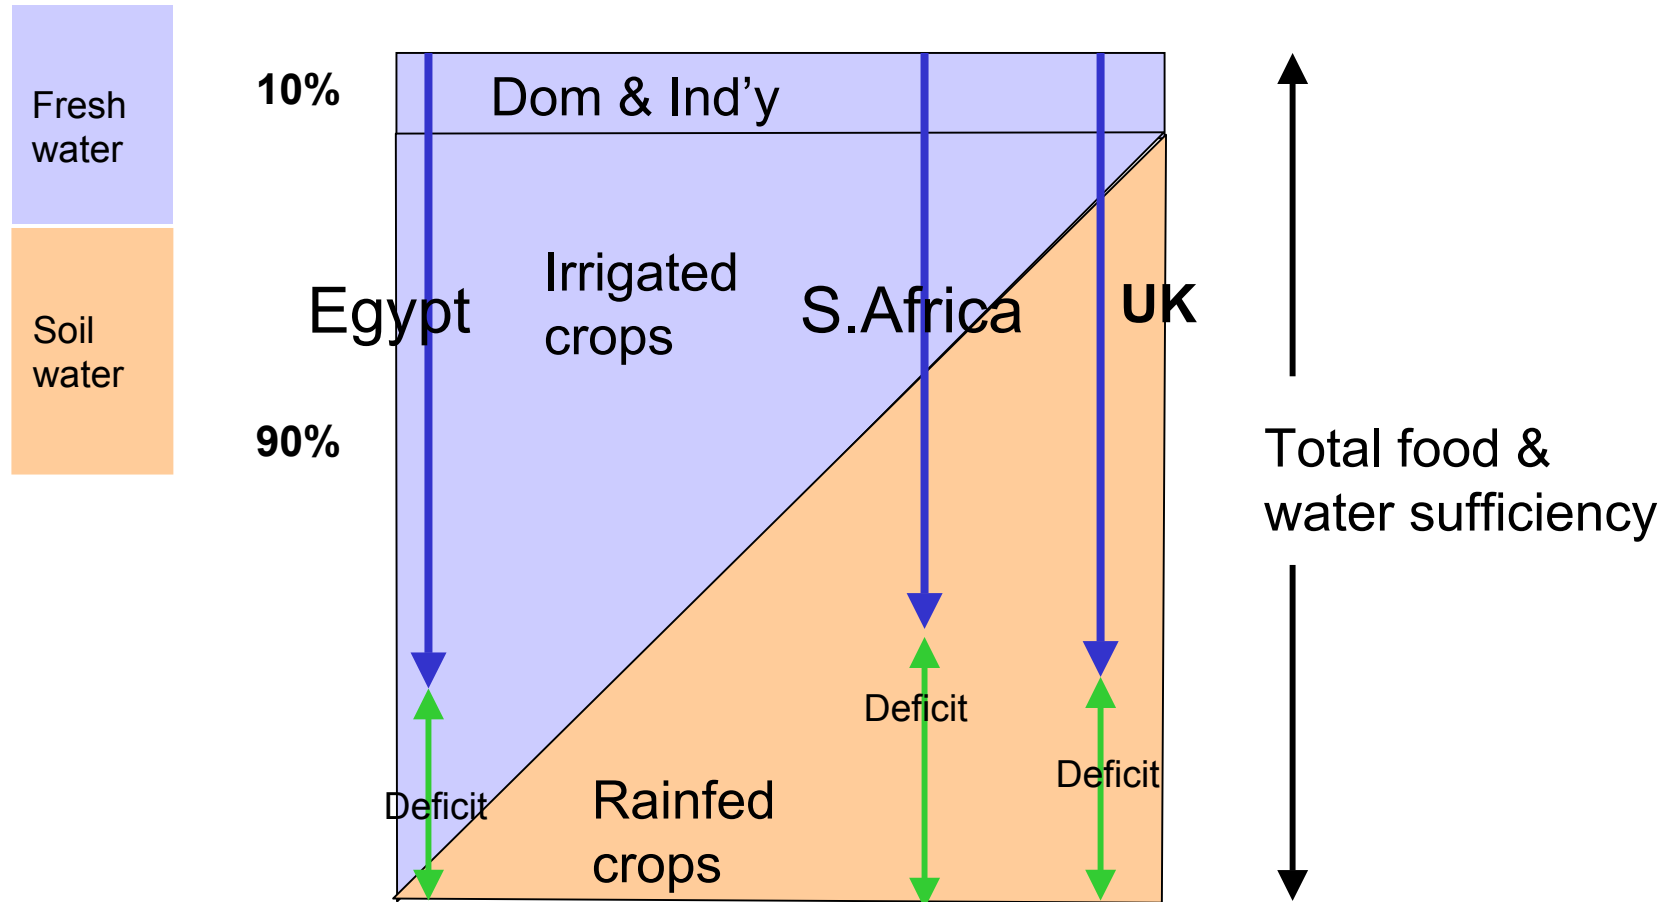 Fresh
water
Soil
water
10%
90%
Dom & Ind’y
Irrigated
crops
Egypt
S.Africa
UK
Deficit
Deficit
Deficit
Rainfed
crops
Total food &
water sufficiency